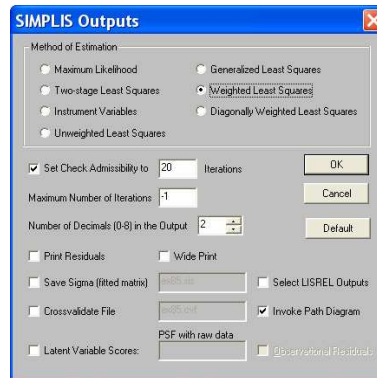 SIMPLIS Outputs
Method of Estimation
Maximum Likelihood
Generalized Least Squares
Two-stage Least Squares
Weighted Least Squares
Instrument Variables
Diagonally Weighted Least Squares
Unweighted Least Squares
Set Check Admissibility to 20 Iterations
OK
Maximum Number of Iterations -1
Cancel
Number of Decimals (0-8) in the Output 2
Default
Print Residuals
Wide Print
Save Sigma (fitted matrix)
Select LISREL Outputs
Crossvalidate File
Invoke Path Diagram
PSF with raw data
Latent Variable Scores:
Observational Residuals